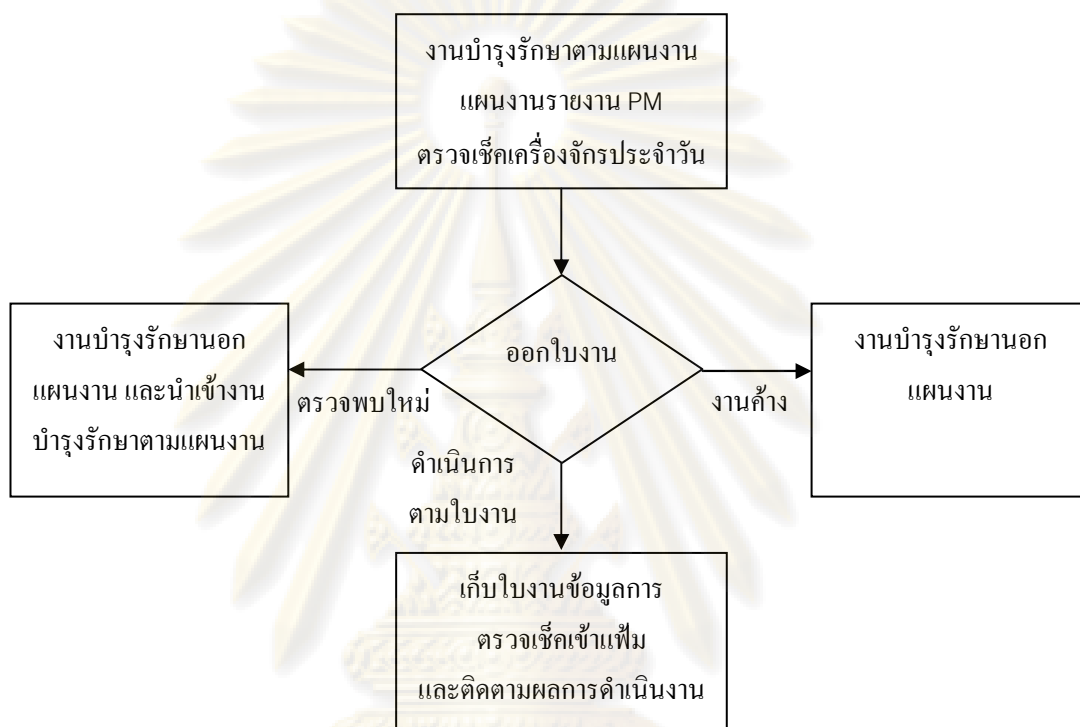 งานบำรุงรักษาตามแผนงาน
แผนงานรายงาน PM
ตรวจเช็คเครื่องจักรประจำวัน
ออกใบงาน
งานบำรุงรักษานอก
แผนงาน และนำเข้างาน
บำรุงรักษาตามแผนงาน
ตรวจพบใหม่
งานค้าง
งานบำรุงรักษานอก
แผนงาน
ดำเนินการ
ตามใบงาน
เก็บใบงานข้อมูลการ
ตรวจเช็คเข้าแฟ้ม
และติดตามผลการดำเนินงาน